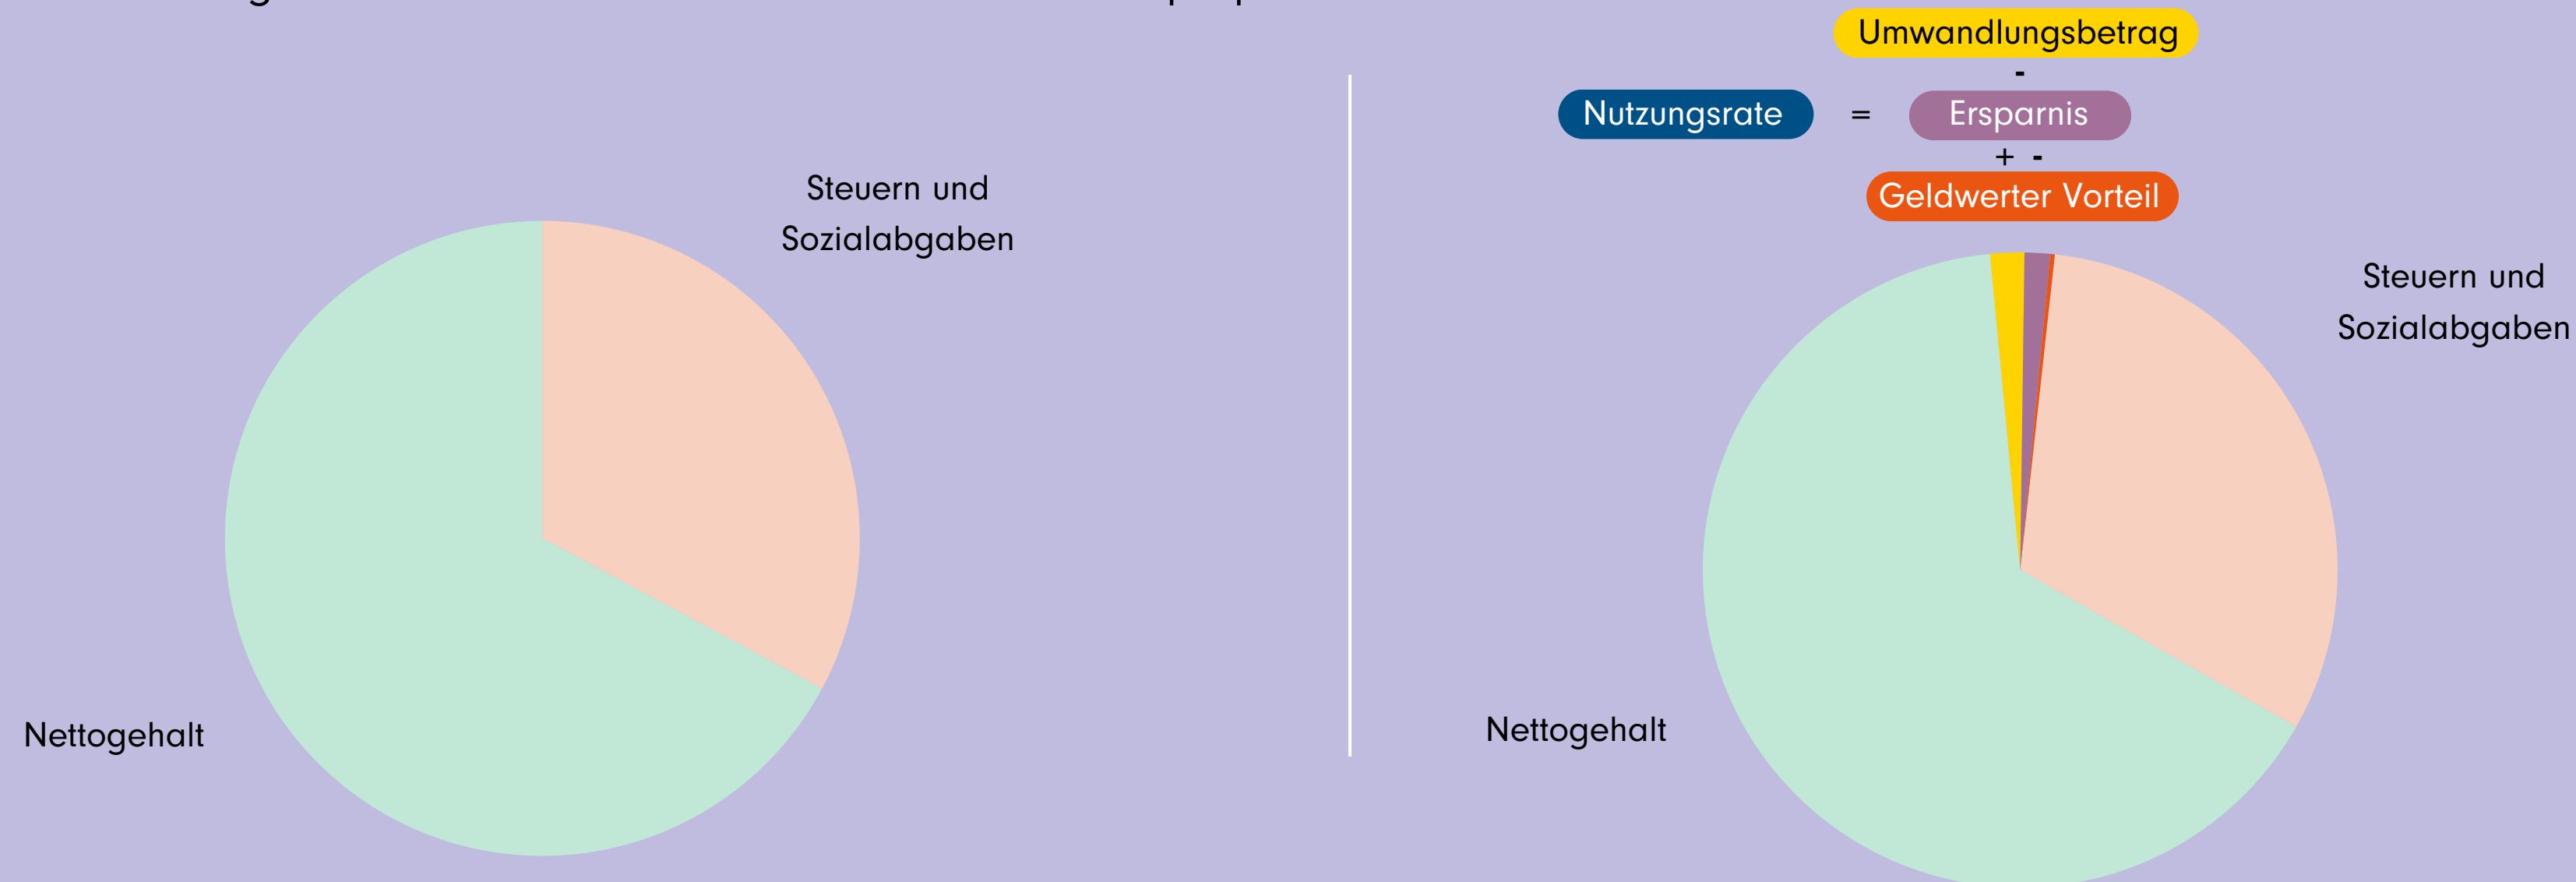 Steuern und
Sozialabgaben
Nettogehalt
Umwandlungsbetrag
-
Nutzungsrate = Ersparnis
+ -
Geldwerter Vorteil
Steuern und
Sozialabgaben
Nettogehalt